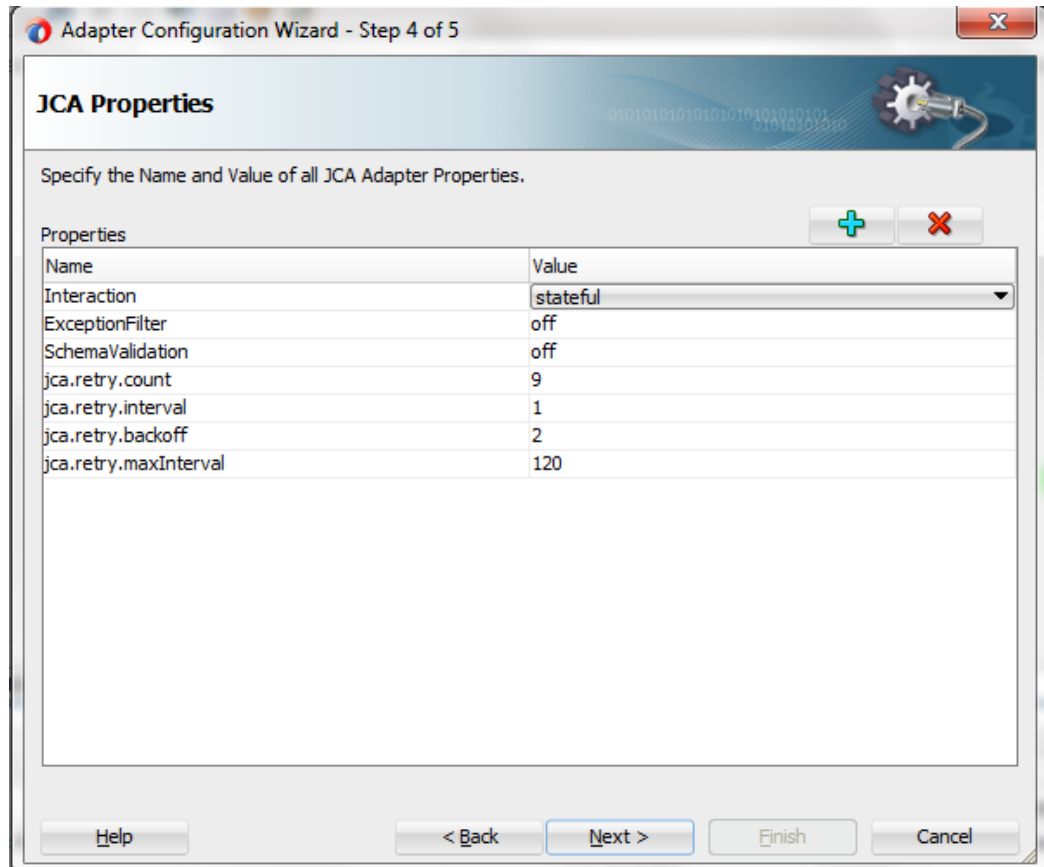 Adapter Configuration Wizard - Step 4 of 5
JCA Properties
Specify the Name and Value of all JCA Adapter Properties.
Properties
Name Value
Interaction stateful
ExceptionFilter off
SchemaValidation off
jca.retry.count 9
jca.retry.interval 1
jca.retry.backoff 2
jca.retry.maxInterval 120
Help < Back Next > Finish Cancel